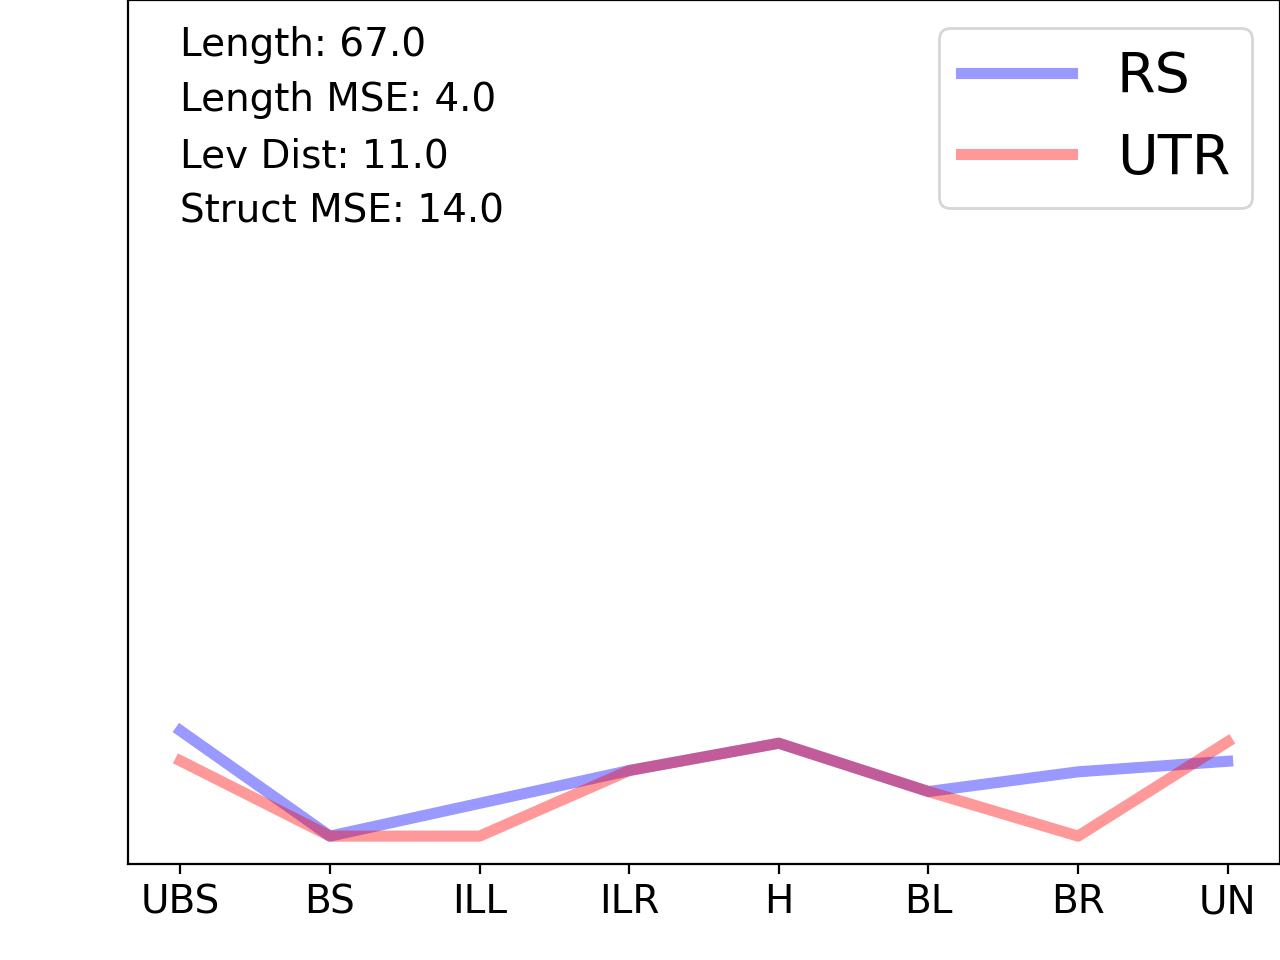 Length: 67.0
Length MSE: 4.0
Lev Dist: 11.0
Struct MSE: 14.0
RS
UTR
UBS BS ILL ILR H BL BR UN